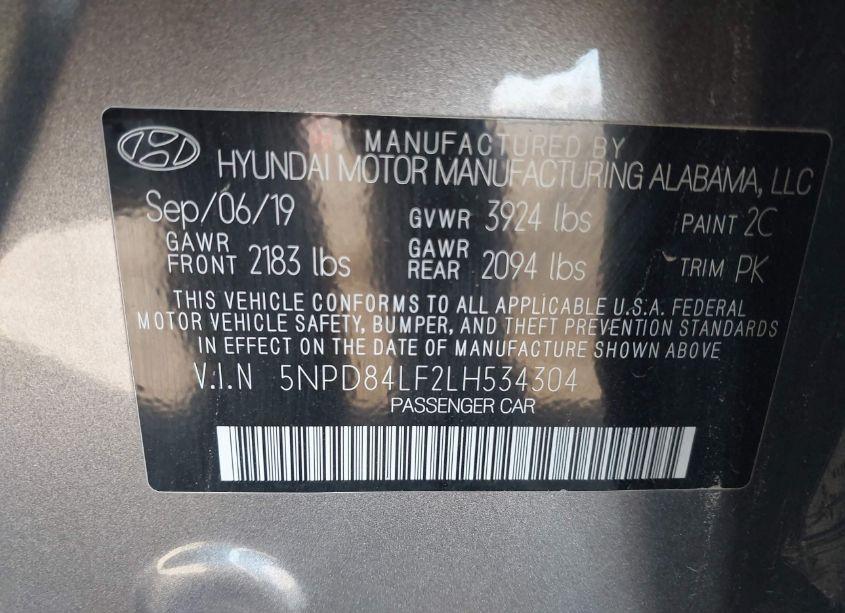 MANUFACTURED BY
HYUNDAI MOTOR MANUFACTURING ALABAMA, LLC
Sep/06/19 GVWR 3924 lbs PAINT 2C
GAWR FRONT 2183 lbs GAWR REAR 2094 lbs TRIM PK
THIS VEHICLE CONFORMS TO ALL APPLICABLE U.S.A. FEDERAL
MOTOR VEHICLE SAFETY, BUMPER, AND THEFT PREVENTION STANDARDS
IN EFFECT ON THE DATE OF MANUFACTURE SHOWN ABOVE
V.I.N 5NPD84LF2LH534304
PASSENGER CAR